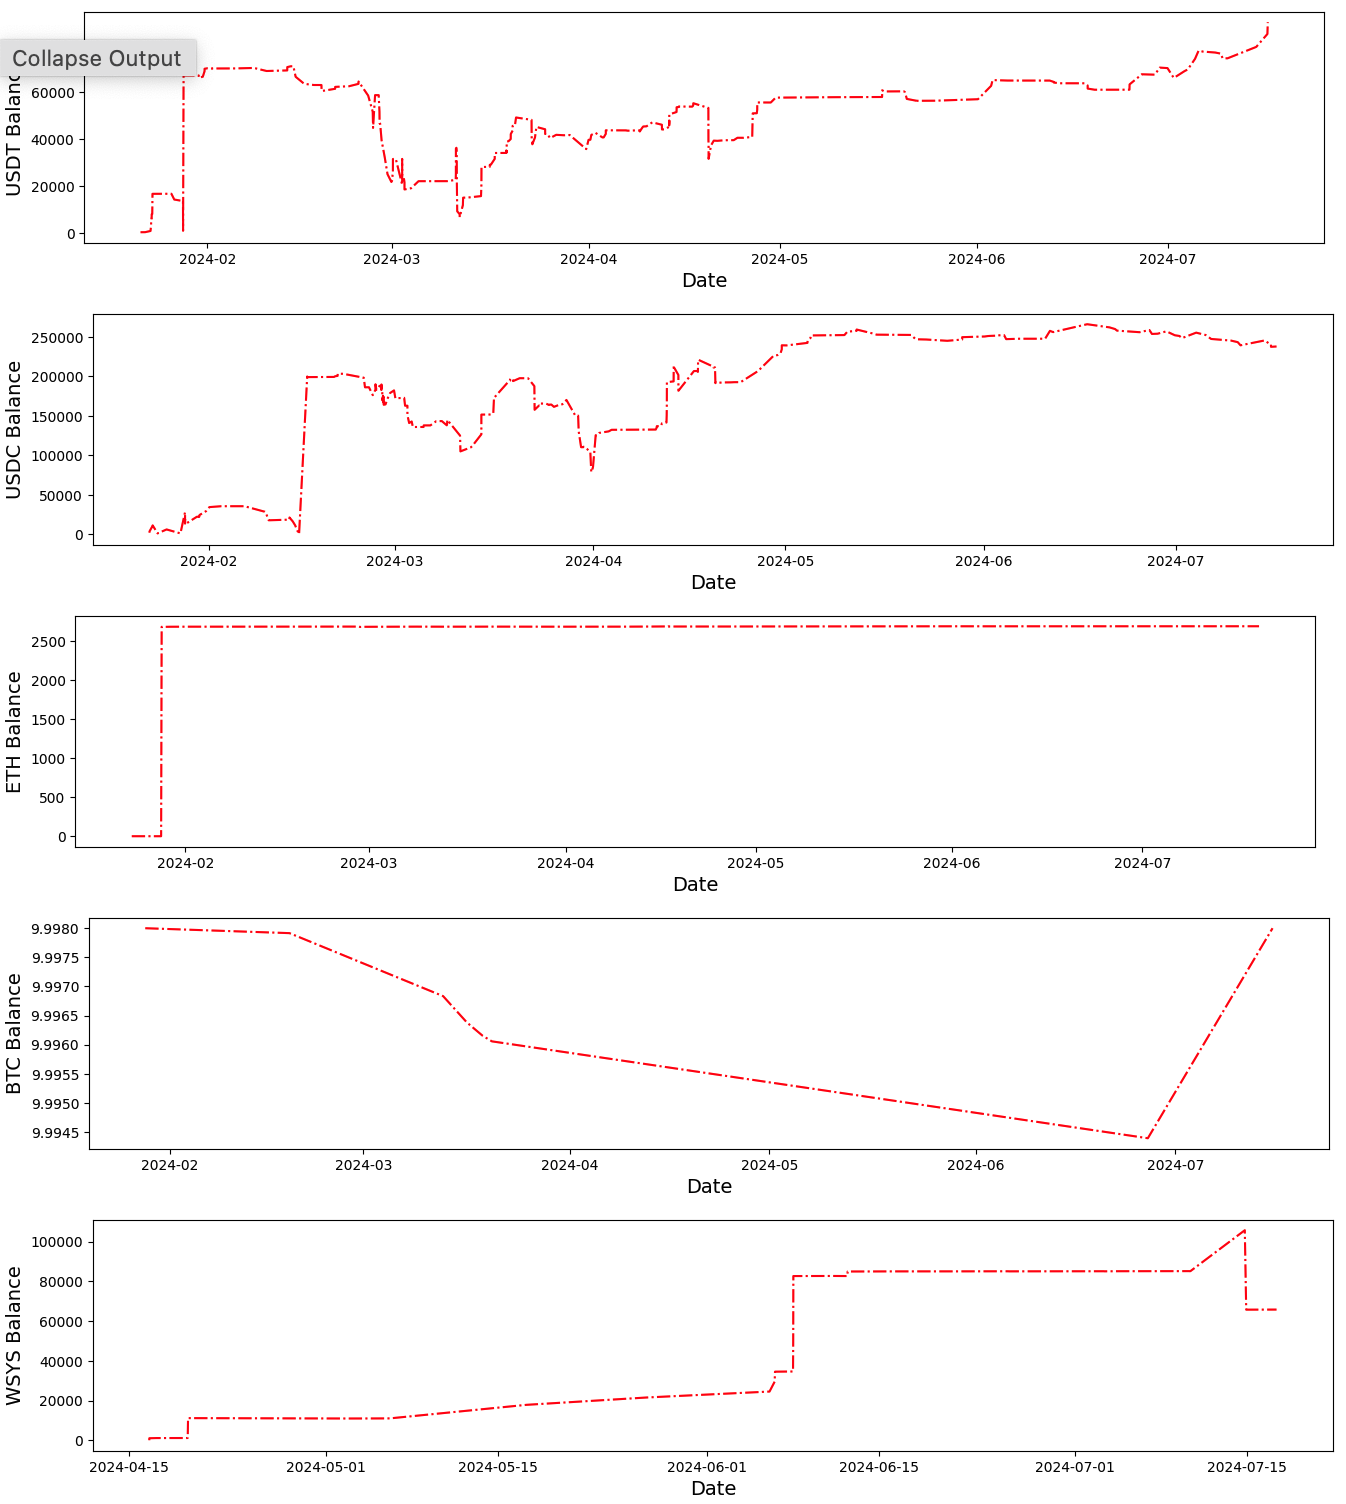 Collapse Output
USDT Balanc
60000
40000
20000
0
2024-02 2024-03 2024-04 2024-05 2024-06 2024-07
Date
USDC Balance
250000
200000
150000
100000
50000
0
2024-02 2024-03 2024-04 2024-05 2024-06 2024-07
Date
ETH Balance
2500
2000
1500
1000
500
0
2024-02 2024-03 2024-04 2024-05 2024-06 2024-07
Date
BTC Balance
9.9980
9.9975
9.9970
9.9965
9.9960
9.9955
9.9950
9.9945
2024-02 2024-03 2024-04 2024-05 2024-06 2024-07
Date
WSYS Balance
100000
80000
60000
40000
20000
0
2024-04-15 2024-05-01 2024-05-15 2024-06-01 2024-06-15 2024-07-01 2024-07-15
Date